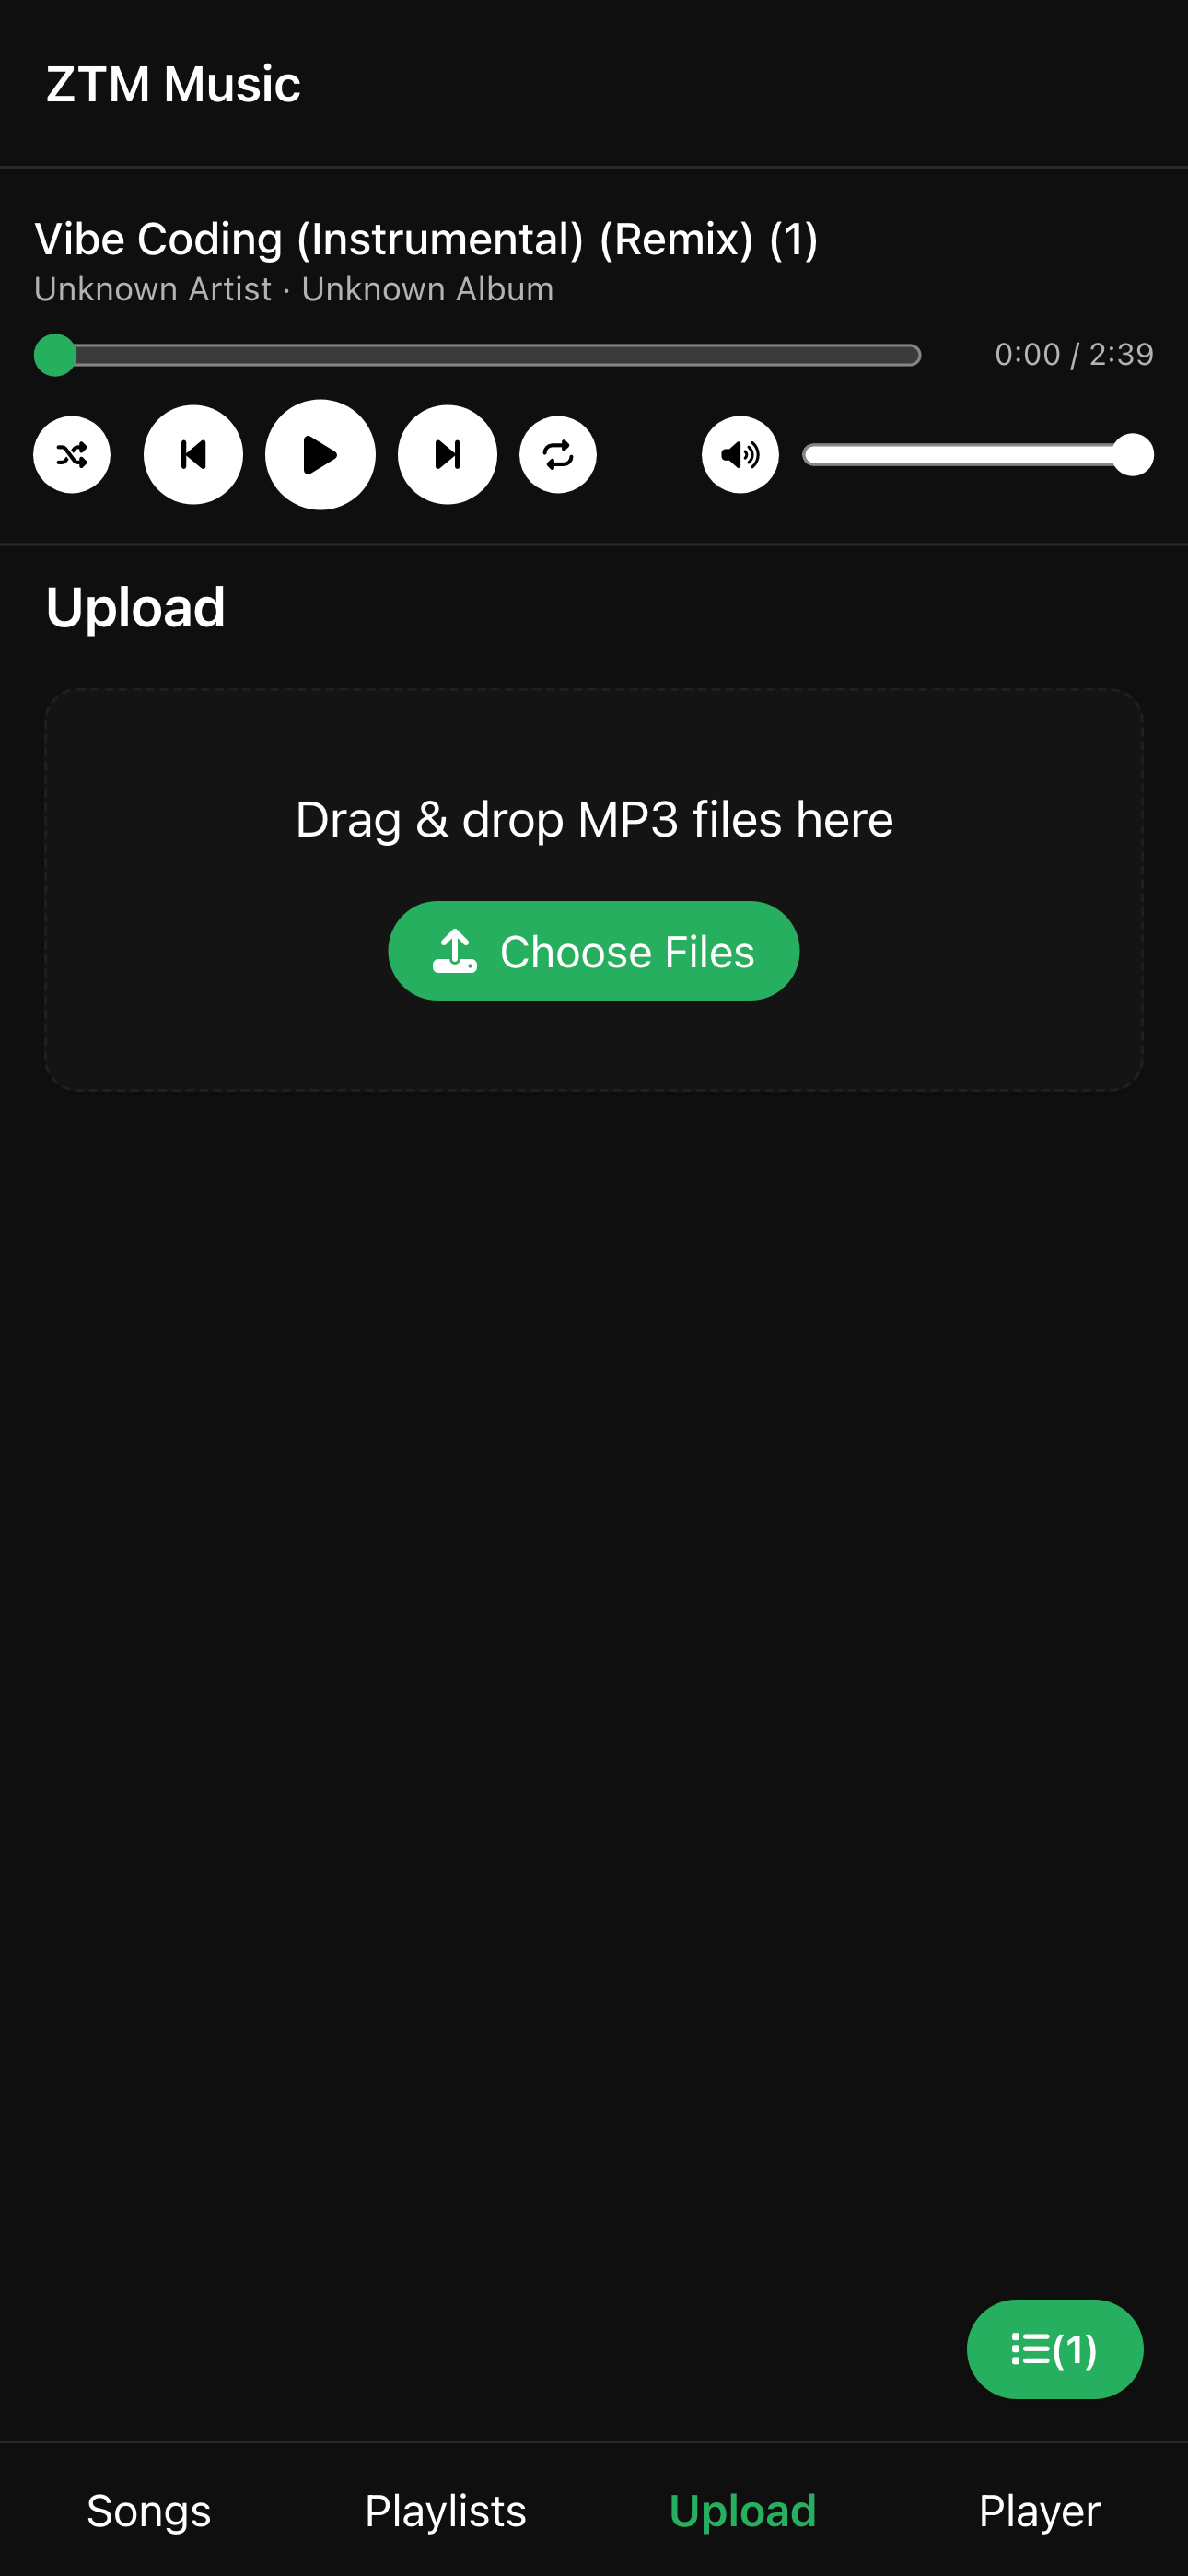 ZTM Music
Vibe Coding (Instrumental) (Remix) (1)
Unknown Artist · Unknown Album
0:00 / 2:39
Upload
Drag & drop MP3 files here
Choose Files
(1)
Songs Playlists Upload Player